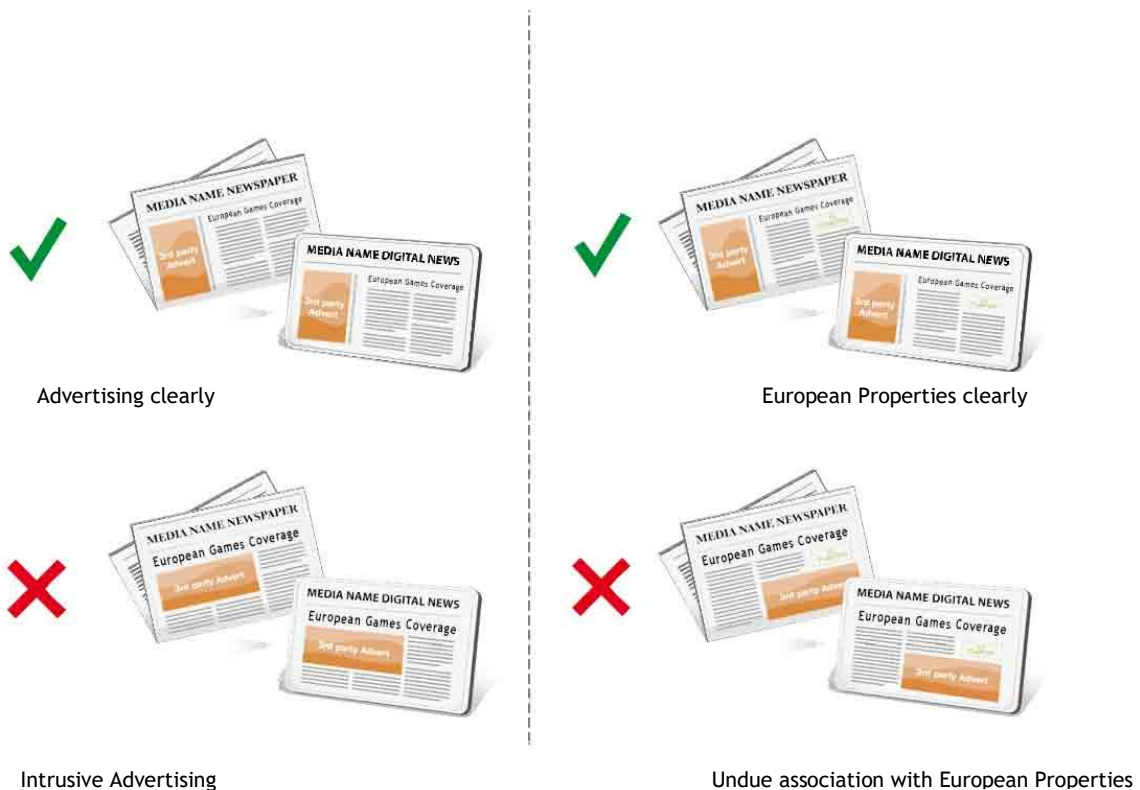 MEDIA NAME NEWSPAPER
European Games Coverage
3rd party
Advert
MEDIA NAME DIGITAL NEWS
European Games Coverage
3rd party
Advert
Advertising clearly
MEDIA NAME NEWSPAPER
European Games Coverage
3rd party
Advert
MEDIA NAME DIGITAL NEWS
European Games Coverage
3rd party
Advert
European Properties clearly
MEDIA NAME NEWSPAPER
European Games Coverage
3rd party Advert
MEDIA NAME DIGITAL NEWS
European Games Coverage
3rd party Advert
Intrusive Advertising
MEDIA NAME NEWSPAPER
European Games Coverage
3rd party Advert
MEDIA NAME DIGITAL NEWS
European Games Coverage
3rd party Advert
Undue association with European Properties